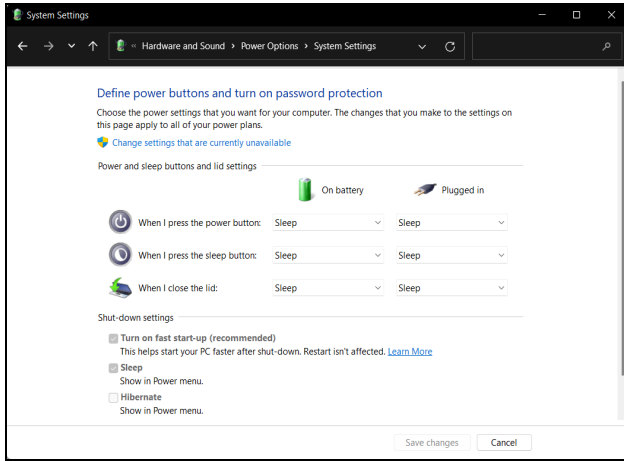 System Settings
« Hardware and Sound › Power Options › System Settings
Define power buttons and turn on password protection
Choose the power settings that you want for your computer. The changes that you make to the settings on
this page apply to all of your power plans.
Change settings that are currently unavailable
Power and sleep buttons and lid settings
On battery Plugged in
When I press the power button: Sleep Sleep
When I press the sleep button: Sleep Sleep
When I close the lid: Sleep Sleep
Shut-down settings
Turn on fast start-up (recommended)
This helps start your PC faster after shut-down. Restart isn't affected. Learn More
Sleep
Show in Power menu.
Hibernate
Show in Power menu.
Save changes Cancel